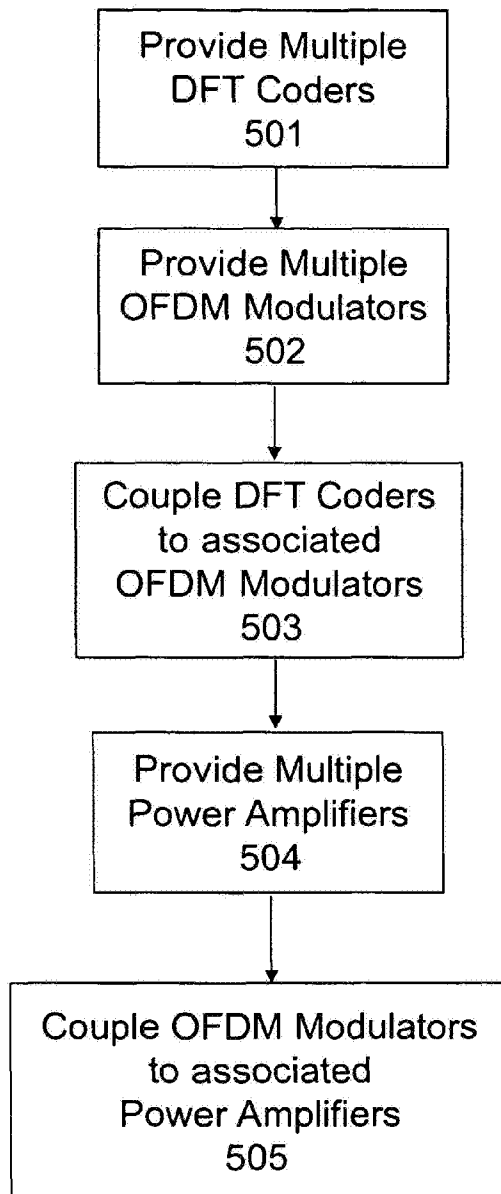 Provide Multiple
DFT Coders
501
Provide Multiple
OFDM Modulators
502
Couple DFT Coders
to associated
OFDM Modulators
503
Provide Multiple
Power Amplifiers
504
Couple OFDM Modulators
to associated
Power Amplifiers
505